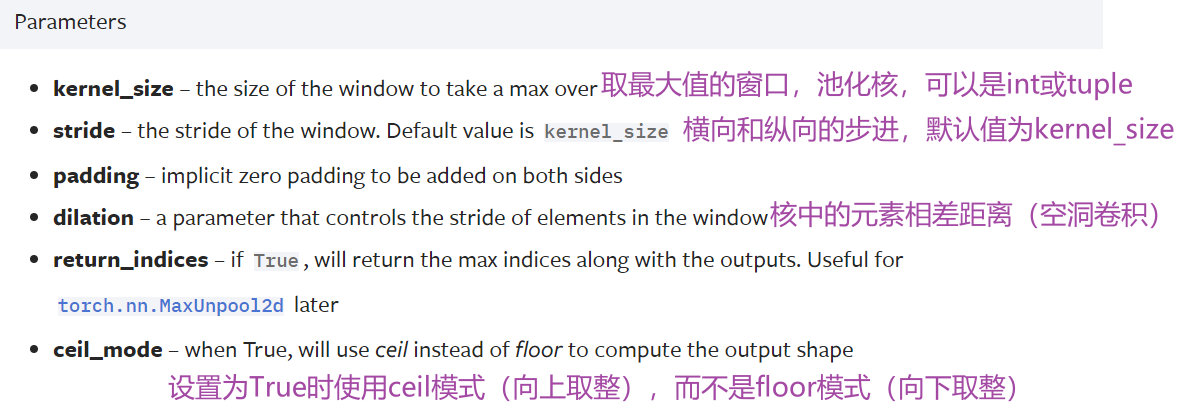 Parameters
• kernel_size – the size of the window to take a max over 取最大值的窗口，池化核，可以是int或tuple
• stride – the stride of the window. Default value is kernel_size 横向和纵向的步进，默认值为kernel_size
• padding – implicit zero padding to be added on both sides
• dilation – a parameter that controls the stride of elements in the window 核中的元素相差距离（空洞卷积）
• return_indices – if True, will return the max indices along with the outputs. Useful for
torch.nn.MaxUnpool2d later
• ceil_mode – when True, will use ceil instead of floor to compute the output shape
设置为True时使用ceil模式（向上取整），而不是floor模式（向下取整）